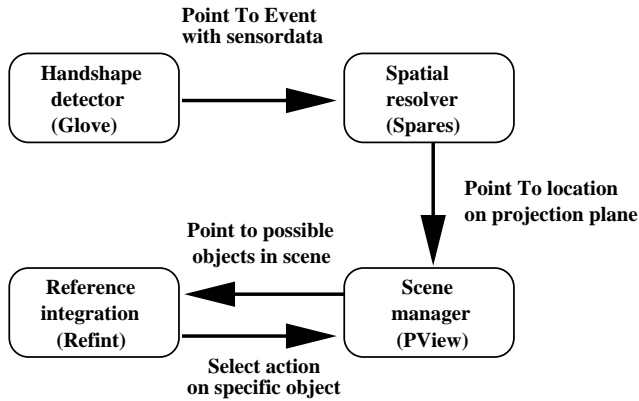 Point To Event
with sensordata
Handshape
detector
(Glove)
Spatial
resolver
(Spares)
Point To location
on projection plane
Point to possible
objects in scene
Reference
integration
(Refint)
Scene
manager
(PView)
Select action
on specific object